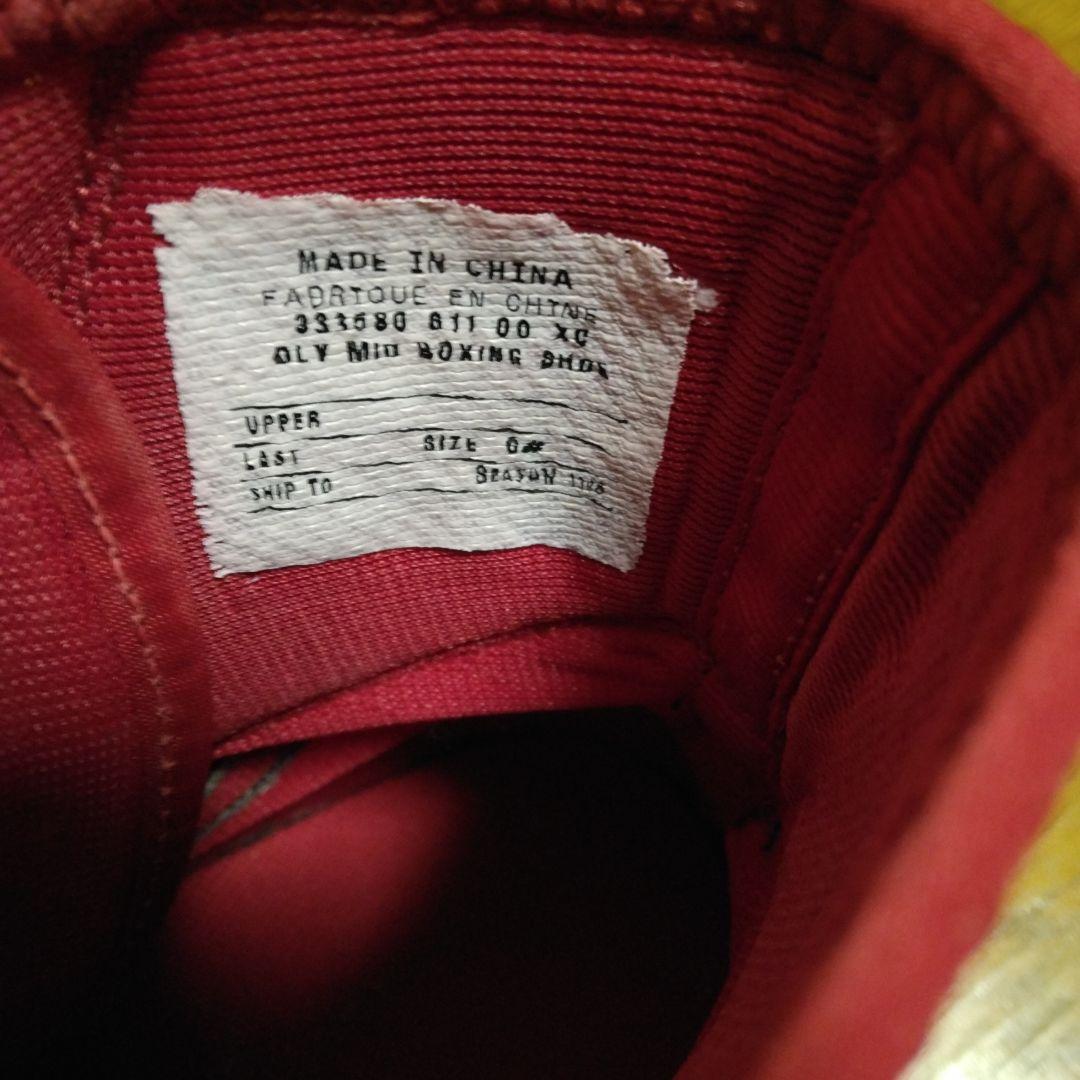 MADE IN CHINA
FABRIQUE EN CHINE
333580 611 00 XC
OLY MID BOXING SHOE
UPPER
LAST SIZE
SHIP TO SEASON